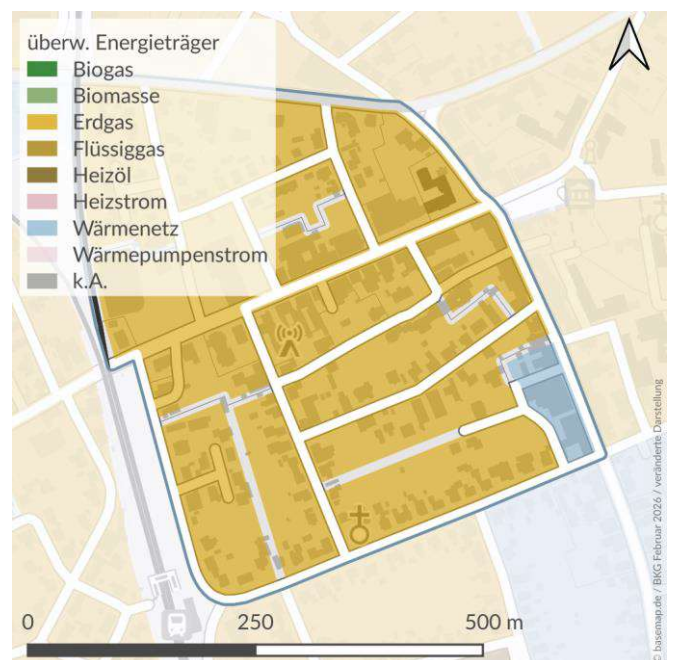 überw. Energieträger
Biogas
Biomasse
Erdgas
Flüssiggas
Heizöl
Heizstrom
Wärmenetz
Wärmepumpenstrom
k.A.
0 250 500 m
© basemap.de / BKG Februar 2026 / veränderte Darstellung